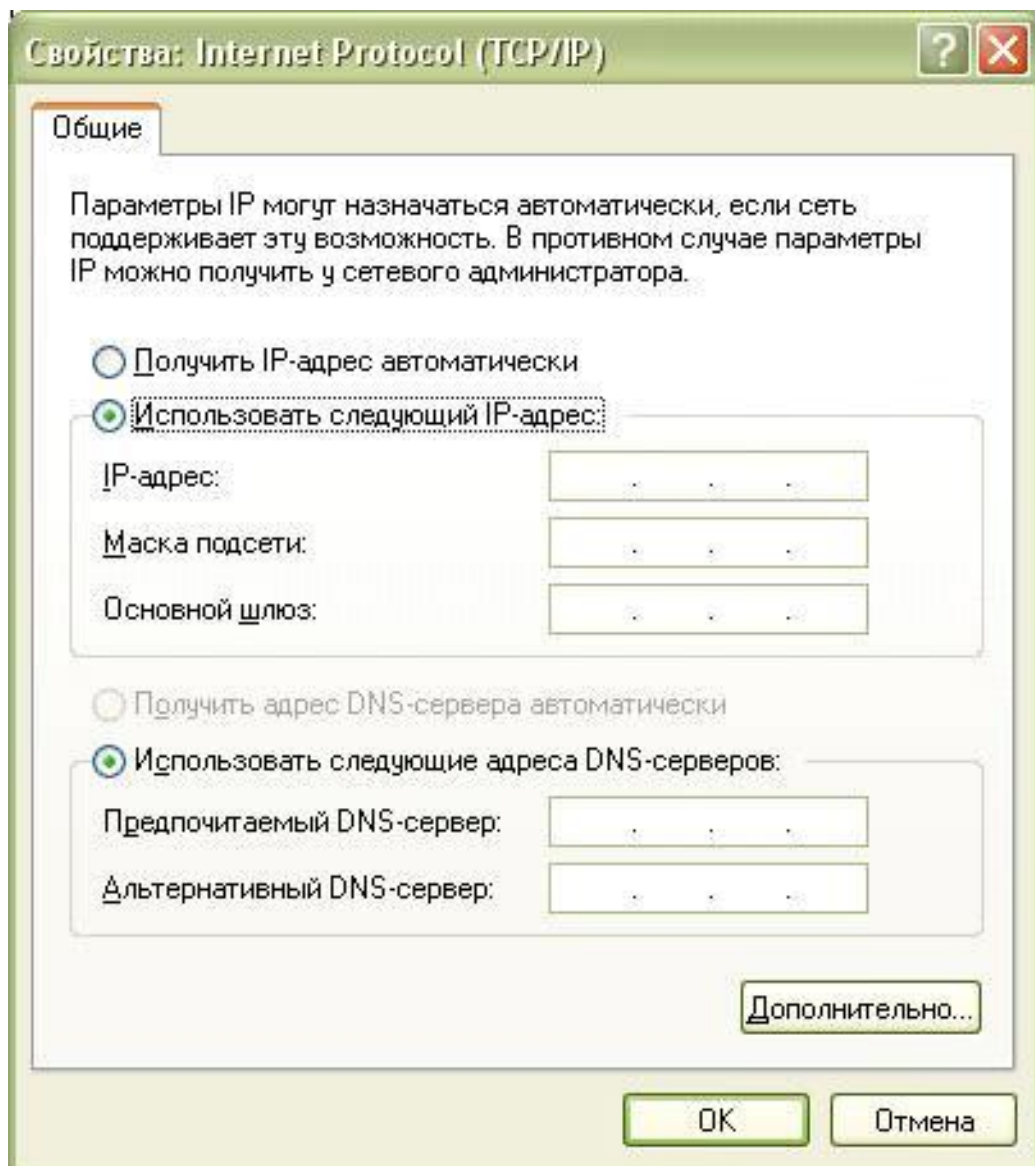 Свойства: Internet Protocol (TCP/IP)
Общие
Параметры IP могут назначаться автоматически, если сеть
поддерживает эту возможность. В противном случае параметры
IP можно получить у сетевого администратора.
Получить IP-адрес автоматически
Использовать следующий IP-адрес:
IP-адрес:
Маска подсети:
Основной шлюз:
Получить адрес DNS-сервера автоматически
Использовать следующие адреса DNS-серверов:
Предпочитаемый DNS-сервер:
Альтернативный DNS-сервер:
Дополнительно...
OK Отмена